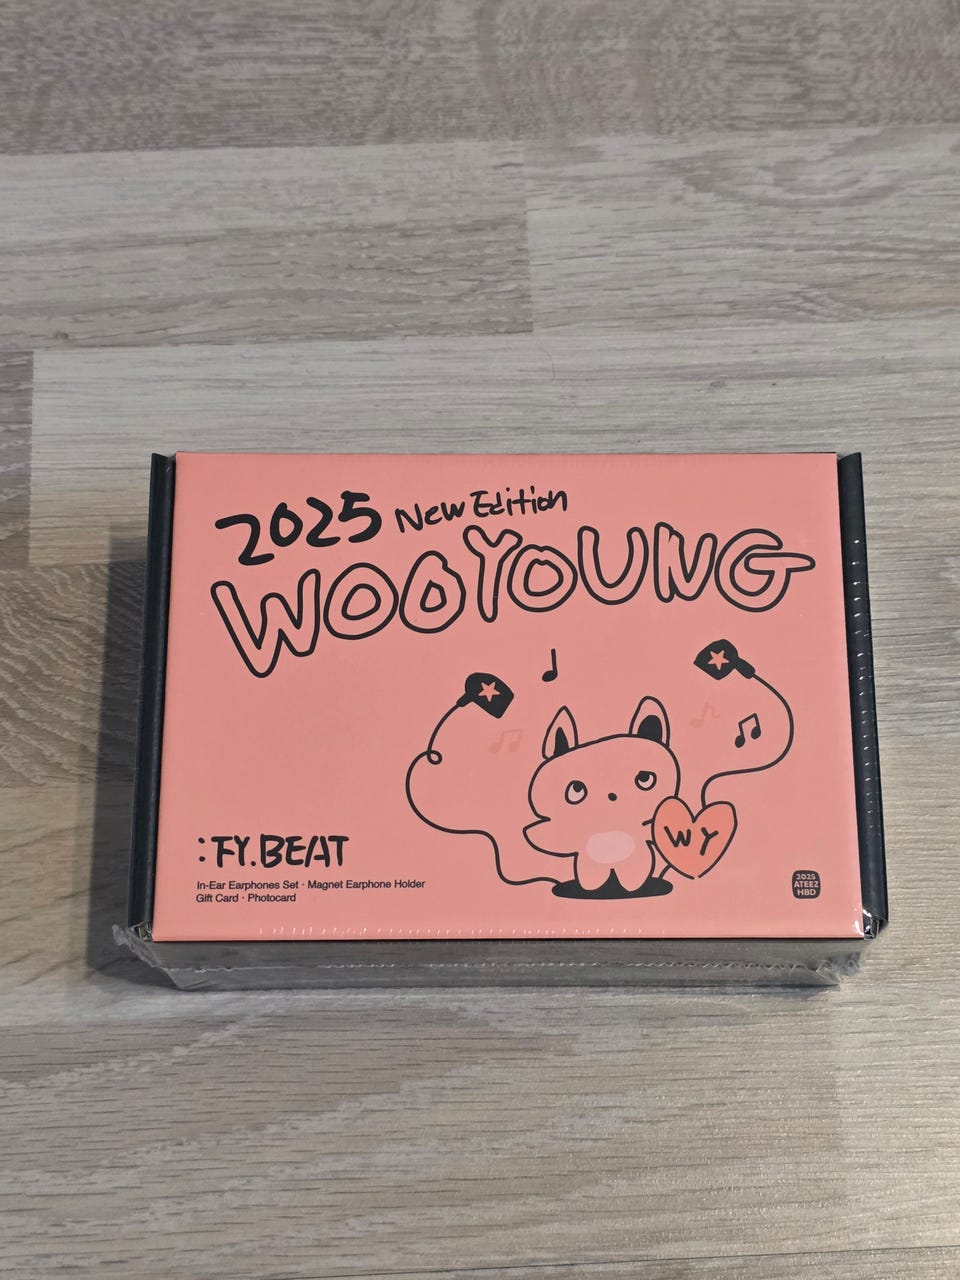 2025 New Edition
WOOYOUNG
WY
:FY.BEAT
In-Ear Earphones Set · Magnet Earphone Holder
Gift Card · Photocard
2025
ATEEZ
HBD